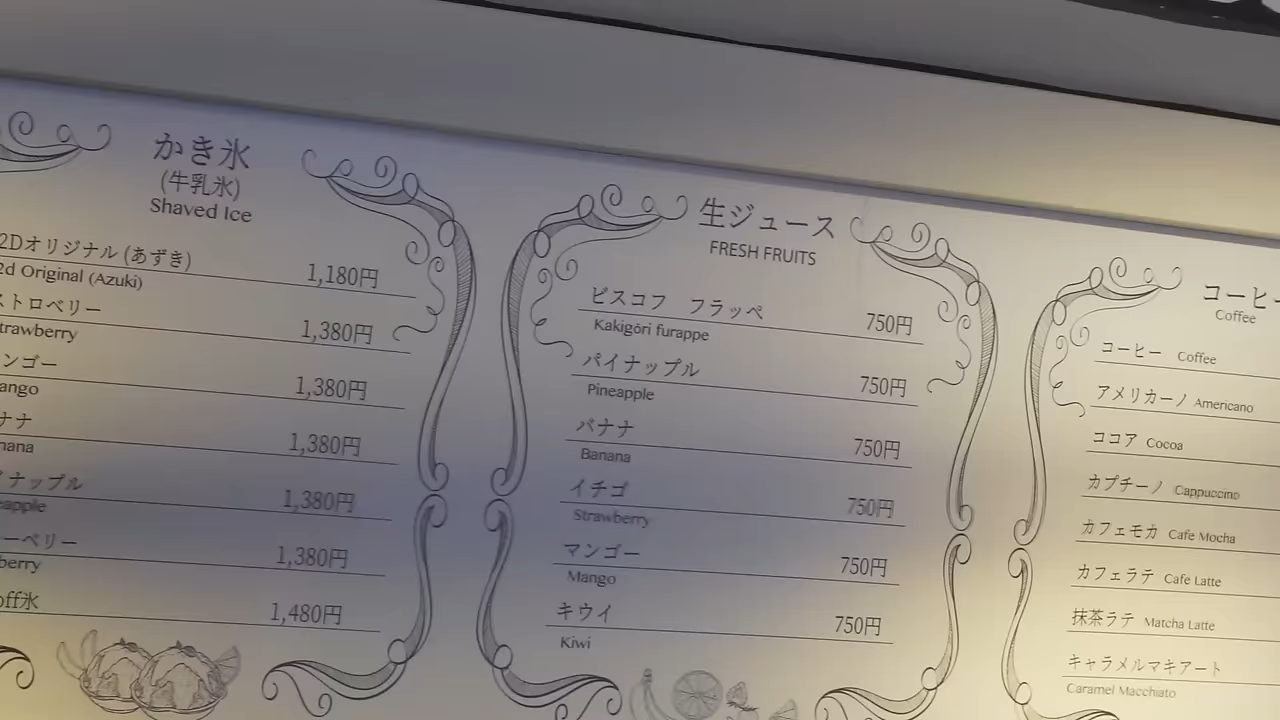 かき氷
(牛乳氷)
Shaved Ice
2Dオリジナル (あずき) 1,180円
2d Original (Azuki)
ストロベリー 1,380円
trawberry
ンゴー 1,380円
ango
ナナ 1,380円
nana
イナップル 1,380円
eapple
ーベリー 1,380円
berry
off氷 1,480円
生ジュース
FRESH FRUITS
ビスコフ フラッペ 750円
Kakigōri furappe
パイナップル 750円
Pineapple
バナナ 750円
Banana
イチゴ 750円
Strawberry
マンゴー 750円
Mango
キウイ 750円
Kiwi
コーヒー
Coffee
コーヒー Coffee
アメリカーノ Americano
ココア Cocoa
カプチーノ Cappuccino
カフェモカ Cafe Mocha
カフェラテ Cafe Latte
抹茶ラテ Matcha Latte
キャラメルマキアート
Caramel Macchiato